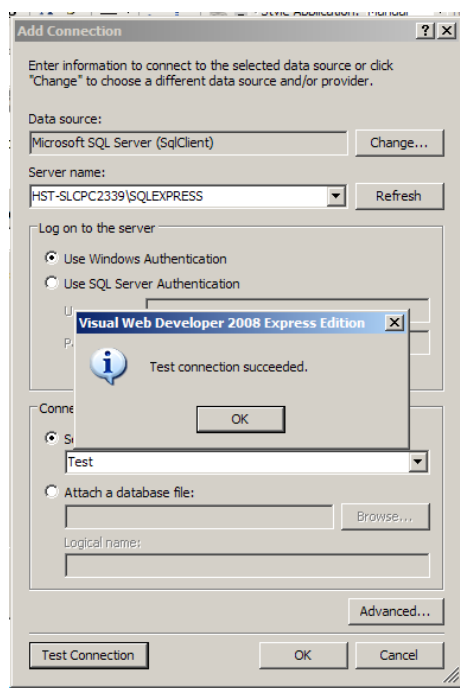 Style Application: Manual
Add Connection
Enter information to connect to the selected data source or click
"Change" to choose a different data source and/or provider.
Data source:
Microsoft SQL Server (SqlClient)
Change...
Server name:
HST-SLCPC2339\SQLEXPRESS
Refresh
Log on to the server
Use Windows Authentication
Use SQL Server Authentication
Visual Web Developer 2008 Express Edition
Test connection succeeded.
OK
Test
Attach a database file:
Browse...
Logical name:
Advanced...
Test Connection
OK
Cancel